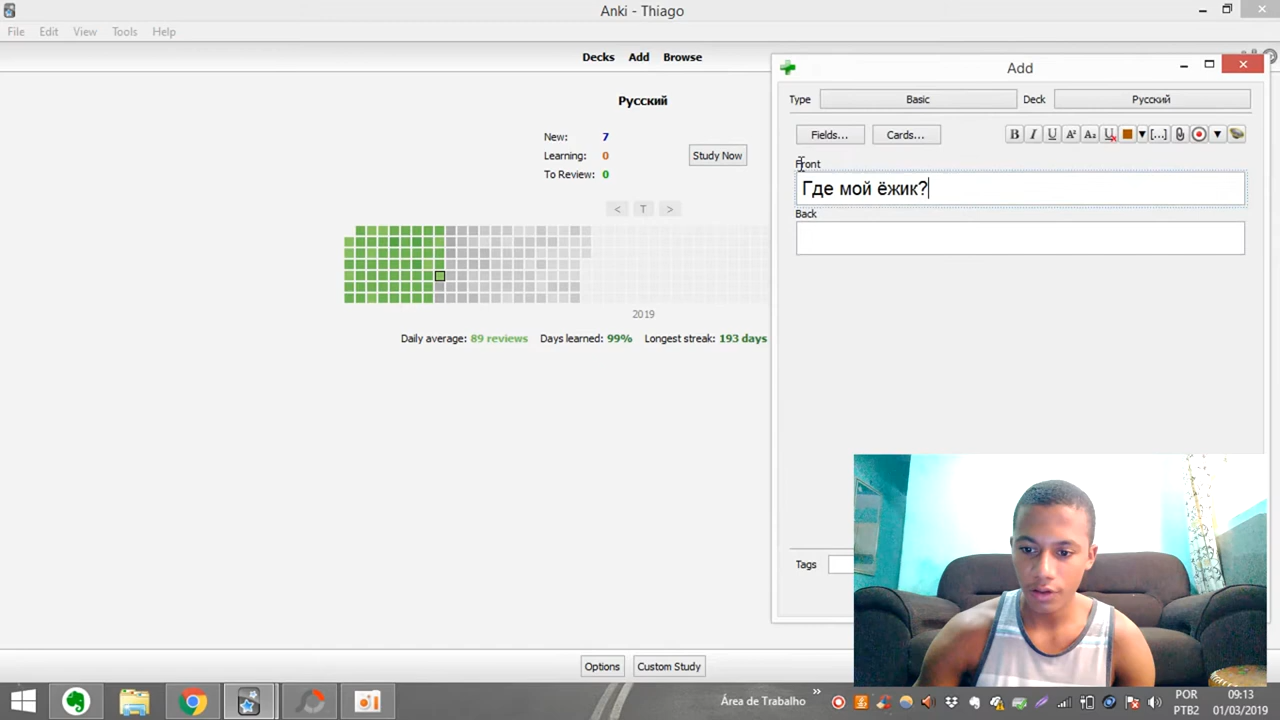 Anki - Thiago
File Edit View Tools Help
Decks Add Browse
Add
Type Basic Deck Русский
Русский
Fields... Cards... B I U A² A₂ U [...]
New: 7
Learning: 0
To Review: 0
Study Now
Front
Где мой ёжик?
Back
< T >
2019
Daily average: 89 reviews Days learned: 99% Longest streak: 193 days
Tags
Options Custom Study
Área de Trabalho »
POR
PTB2
09:13
01/03/2019